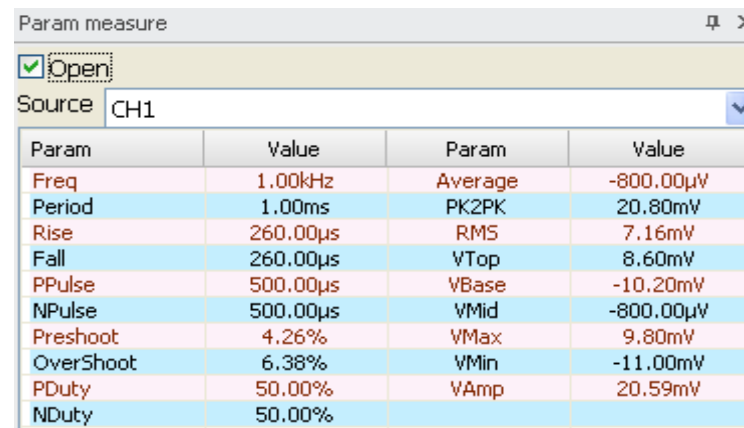 Param measure
Open
Source CH1
Param Value Param Value
Freq 1.00kHz Average -800.00µV
Period 1.00ms PK2PK 20.80mV
Rise 260.00µs RMS 7.16mV
Fall 260.00µs VTop 8.60mV
PPulse 500.00µs VBase -10.20mV
NPulse 500.00µs VMid -800.00µV
Preshoot 4.26% VMax 9.80mV
OverShoot 6.38% VMin -11.00mV
PDuty 50.00% VAmp 20.59mV
NDuty 50.00%